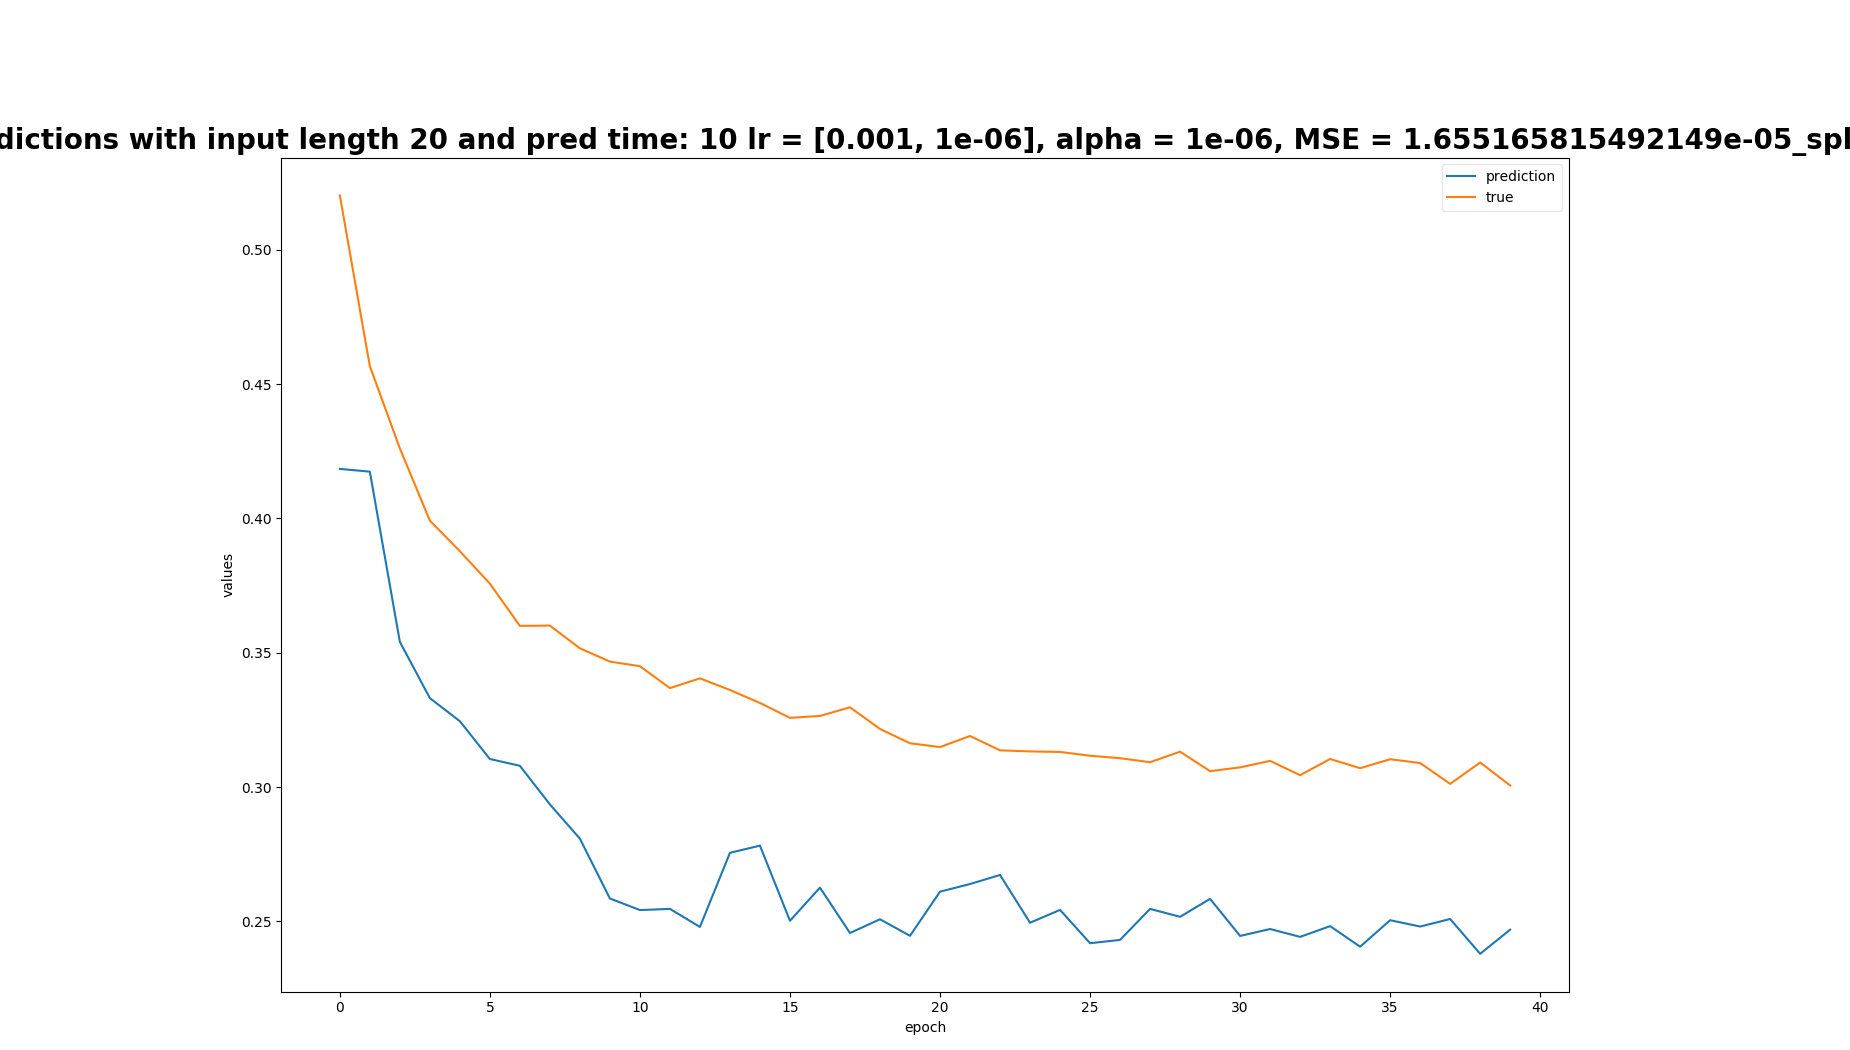 dictions with input length 20 and pred time: 10 lr = [0.001, 1e-06], alpha = 1e-06, MSE = 1.655165815492149e-05_spl
prediction
true
0.50
0.45
0.40
0.35
0.30
0.25
values
0 5 10 15 20 25 30 35 40
epoch